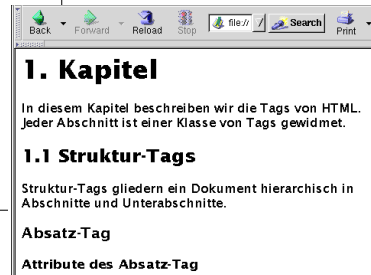 Back Forward Reload Stop file:/ Search Print
1. Kapitel
In diesem Kapitel beschreiben wir die Tags von HTML.
Jeder Abschnitt ist einer Klasse von Tags gewidmet.
1.1 Struktur-Tags
Struktur-Tags gliedern ein Dokument hierarchisch in
Abschnitte und Unterabschnitte.
Absatz-Tag
Attribute des Absatz-Tag